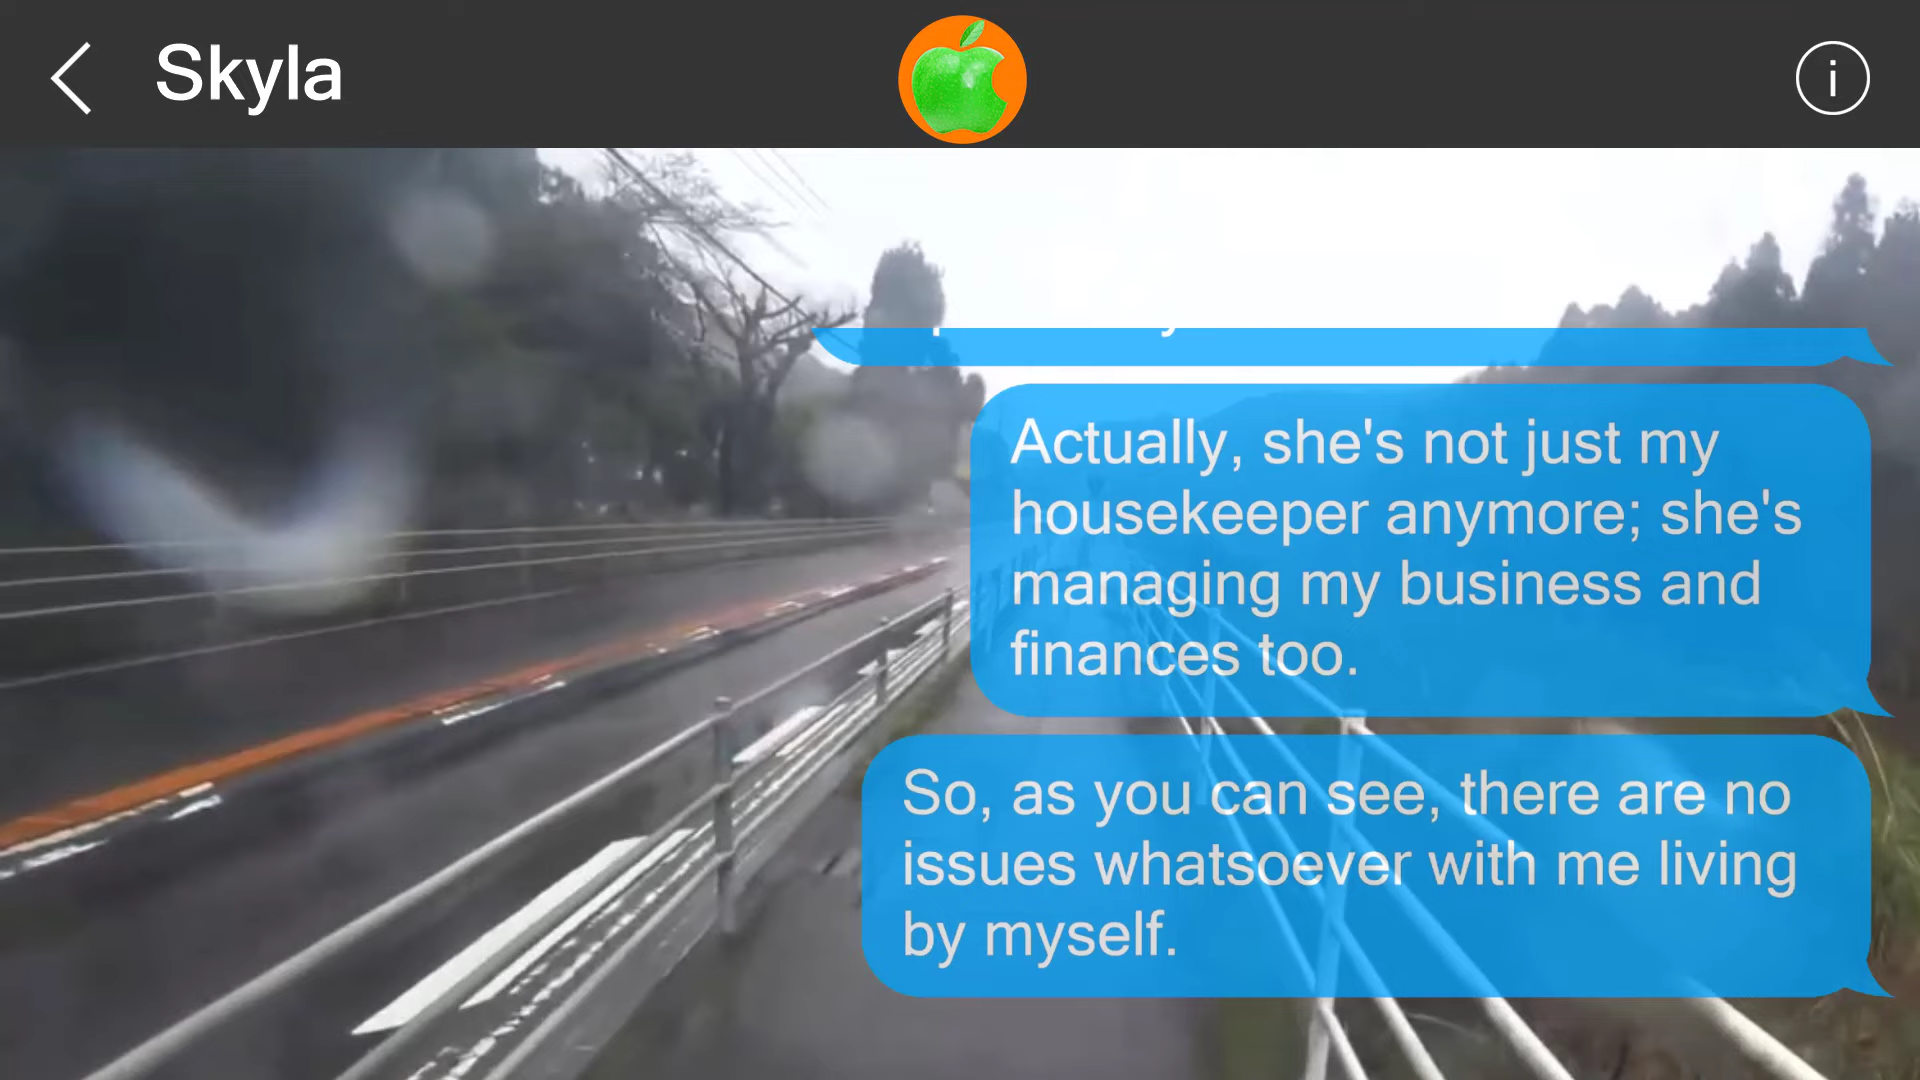 Skyla
Actually, she's not just my
housekeeper anymore; she's
managing my business and
finances too.
So, as you can see, there are no
issues whatsoever with me living
by myself.